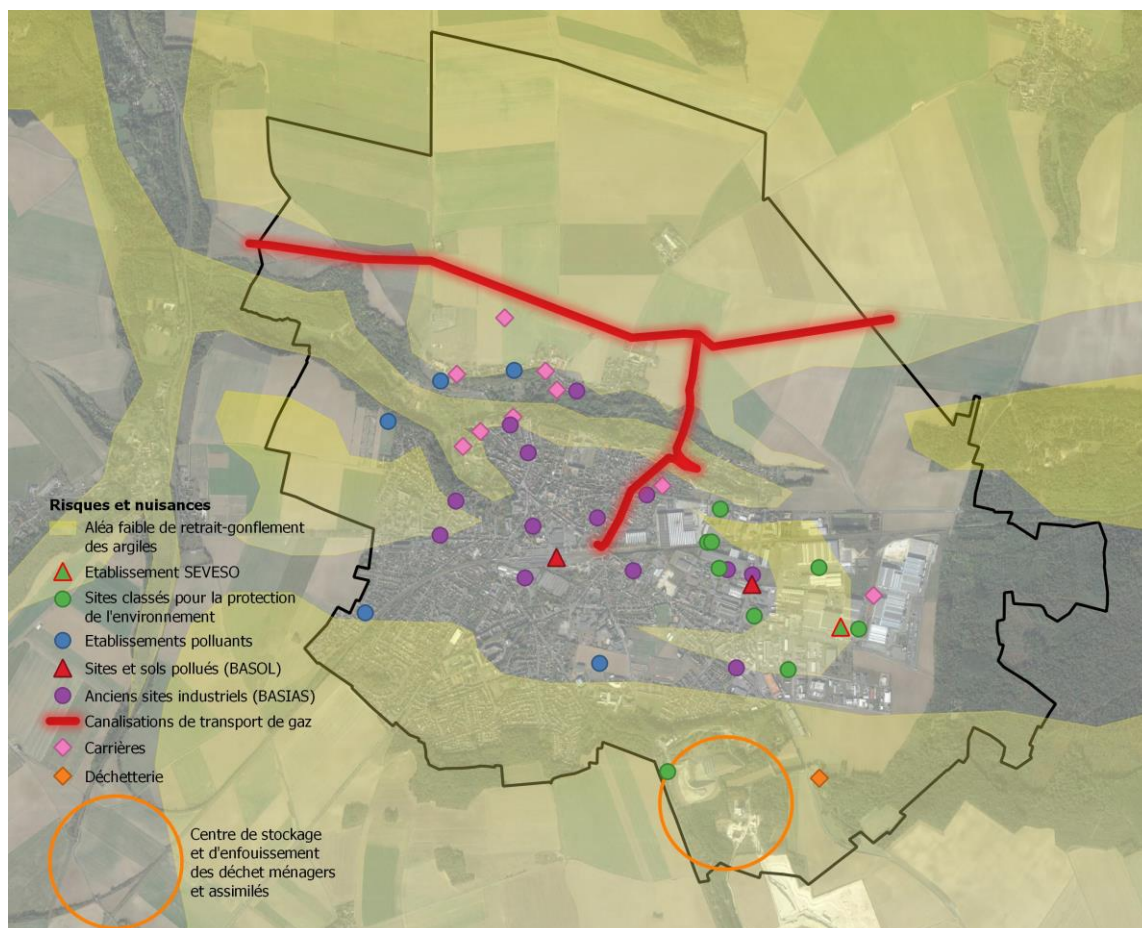 Risques et nuisances
Aléa faible de retrait-gonflement
des argiles
Etablissement SEVESO
Sites classés pour la protection
de l'environnement
Etablissements polluants
Sites et sols pollués (BASOL)
Anciens sites industriels (BASIAS)
Canalisations de transport de gaz
Carrières
Déchetterie
Centre de stockage
et d'enfouissement
des déchet ménagers
et assimilés